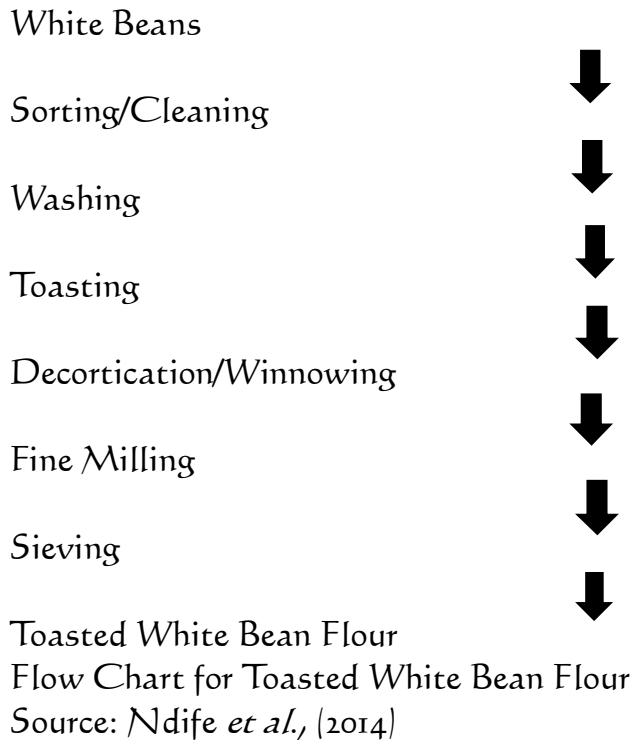 White Beans
Sorting/Cleaning
Washing
Toasting
Decortication/Winnowing
Fine Milling
Sieving
Toasted White Bean Flour
Flow Chart for Toasted White Bean Flour
Source: Ndife et al., (2014)